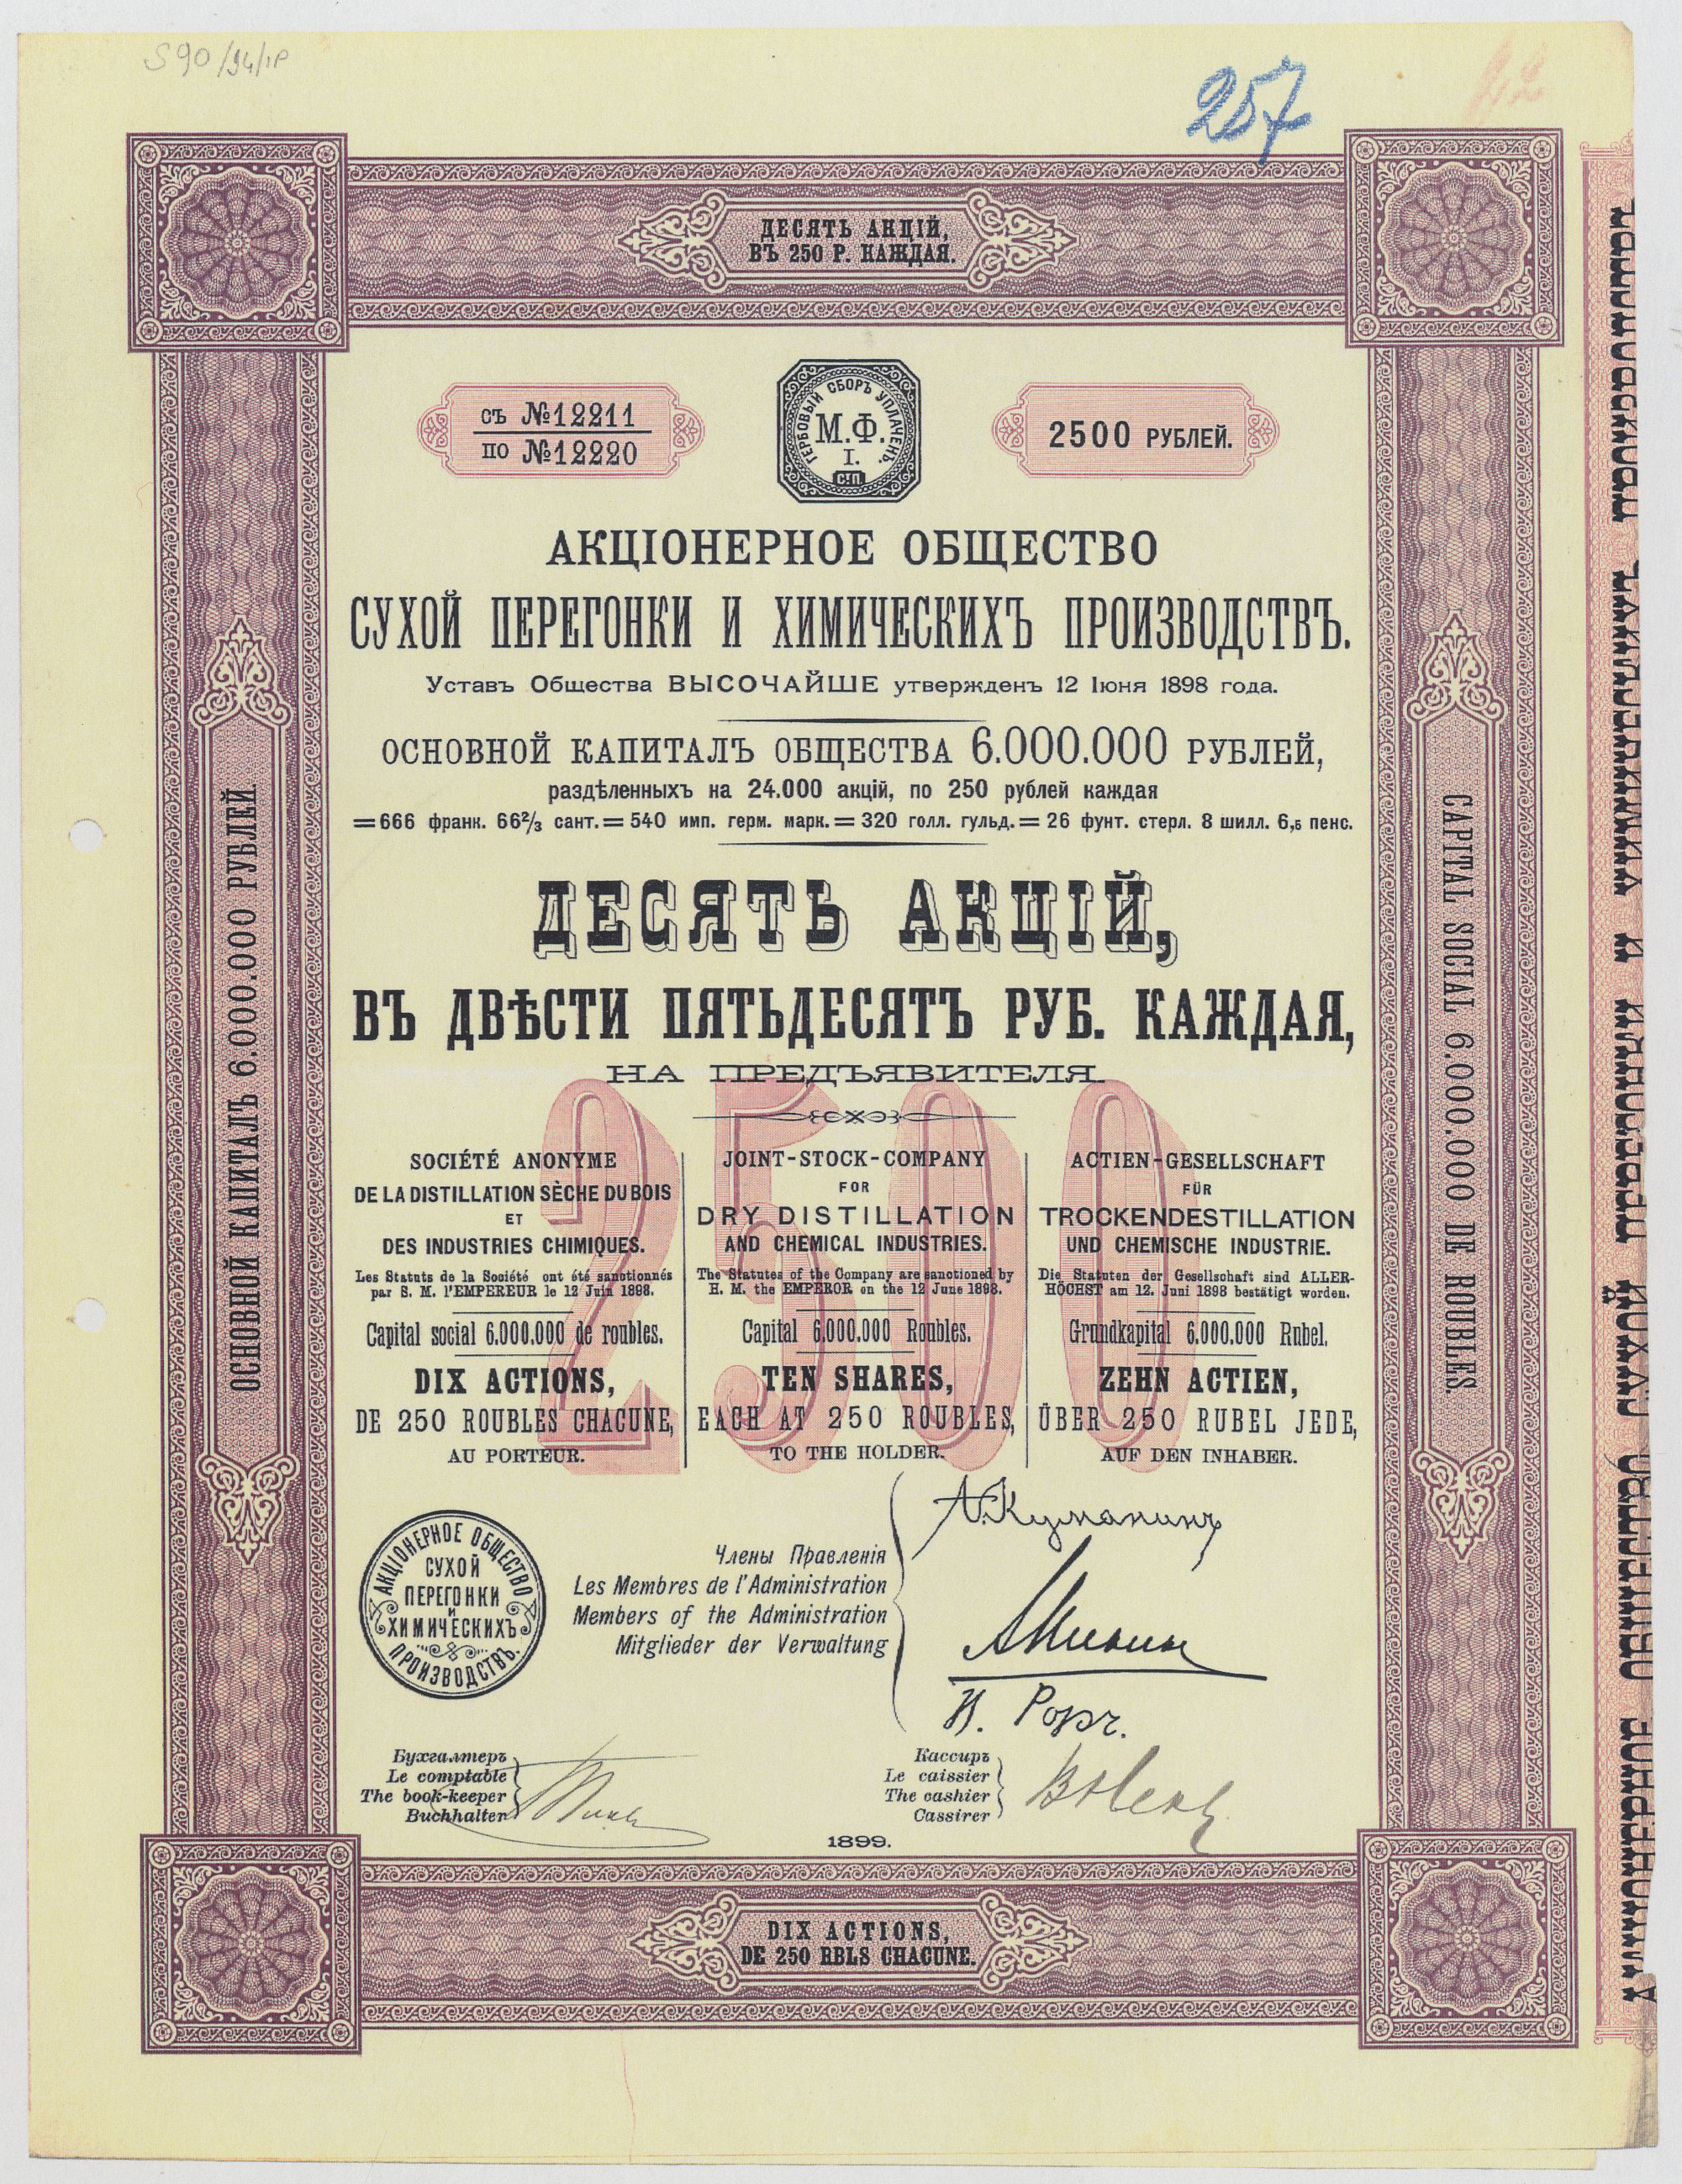 S90/94/1P
257
ДЕСЯТЬ АКЦІЙ,
ВЪ 250 Р. КАЖДАЯ.
съ №12211
по №12220
ГЕРБОВЫЙ СБОРЪ УПЛАЧЕНЪ.
М.Ф.
I.
С.П.
2500 РУБЛЕЙ.
АКЦІОНЕРНОЕ ОБЩЕСТВО
СУХОЙ ПЕРЕГОНКИ И ХИМИЧЕСКИХЪ ПРОИЗВОДСТВЪ.
Уставъ Общества ВЫСОЧАЙШЕ утвержденъ 12 Іюня 1898 года.
ОСНОВНОЙ КАПИТАЛЪ ОБЩЕСТВА 6.000.000 РУБЛЕЙ,
раздѣленныхъ на 24.000 акцій, по 250 рублей каждая
=666 франк. 66⅔ сант.=540 имп. герм. марк.=320 голл. гульд.=26 фунт. стерл. 8 шилл. 6,5 пенс.
ДЕСЯТЬ АКЦІЙ,
ВЪ ДВѢСТИ ПЯТЬДЕСЯТЪ РУБ. КАЖДАЯ,
НА ПРЕДЪЯВИТЕЛЯ.
2500
SOCIÉTÉ ANONYME
DE LA DISTILLATION SÈCHE DU BOIS
ET
DES INDUSTRIES CHIMIQUES.
Les Statuts de la Société ont été sanctionnés
par S. M. l'EMPEREUR le 12 Juin 1898.
Capital social 6.000.000 de roubles.
DIX ACTIONS,
DE 250 ROUBLES CHACUNE,
AU PORTEUR.
JOINT-STOCK-COMPANY
FOR
DRY DISTILLATION
AND CHEMICAL INDUSTRIES.
The Statutes of the Company are sanctioned by
H. M. the EMPEROR on the 12 June 1898.
Capital 6.000.000 Roubles.
TEN SHARES,
EACH AT 250 ROUBLES,
TO THE HOLDER.
ACTIEN-GESELLSCHAFT
FÜR
TROCKENDESTILLATION
UND CHEMISCHE INDUSTRIE.
Die Statuten der Gesellschaft sind ALLER-
HÖCHST am 12. Juni 1898 bestätigt worden.
Grundkapital 6.000.000 Rubel.
ZEHN ACTIEN,
ÜBER 250 RUBEL JEDE,
AUF DEN INHABER.
АКЦІОНЕРНОЕ ОБЩЕСТВО
СУХОЙ
ПЕРЕГОНКИ
И
ХИМИЧЕСКИХЪ
ПРОИЗВОДСТВЪ.
Члены Правленія
Les Membres de l'Administration
Members of the Administration
Mitglieder der Verwaltung
А. Куманинъ
Бухгалтеръ
Le comptable
The book-keeper
Buchhalter
Кассиръ
Le caissier
The cashier
Cassirer
1899.
DIX ACTIONS,
DE 250 RBLS CHACUNE.
ОСНОВНОЙ КАПИТАЛЪ 6.000.000 РУБЛЕЙ.
CAPITAL SOCIAL 6.000.000 DE ROUBLES.